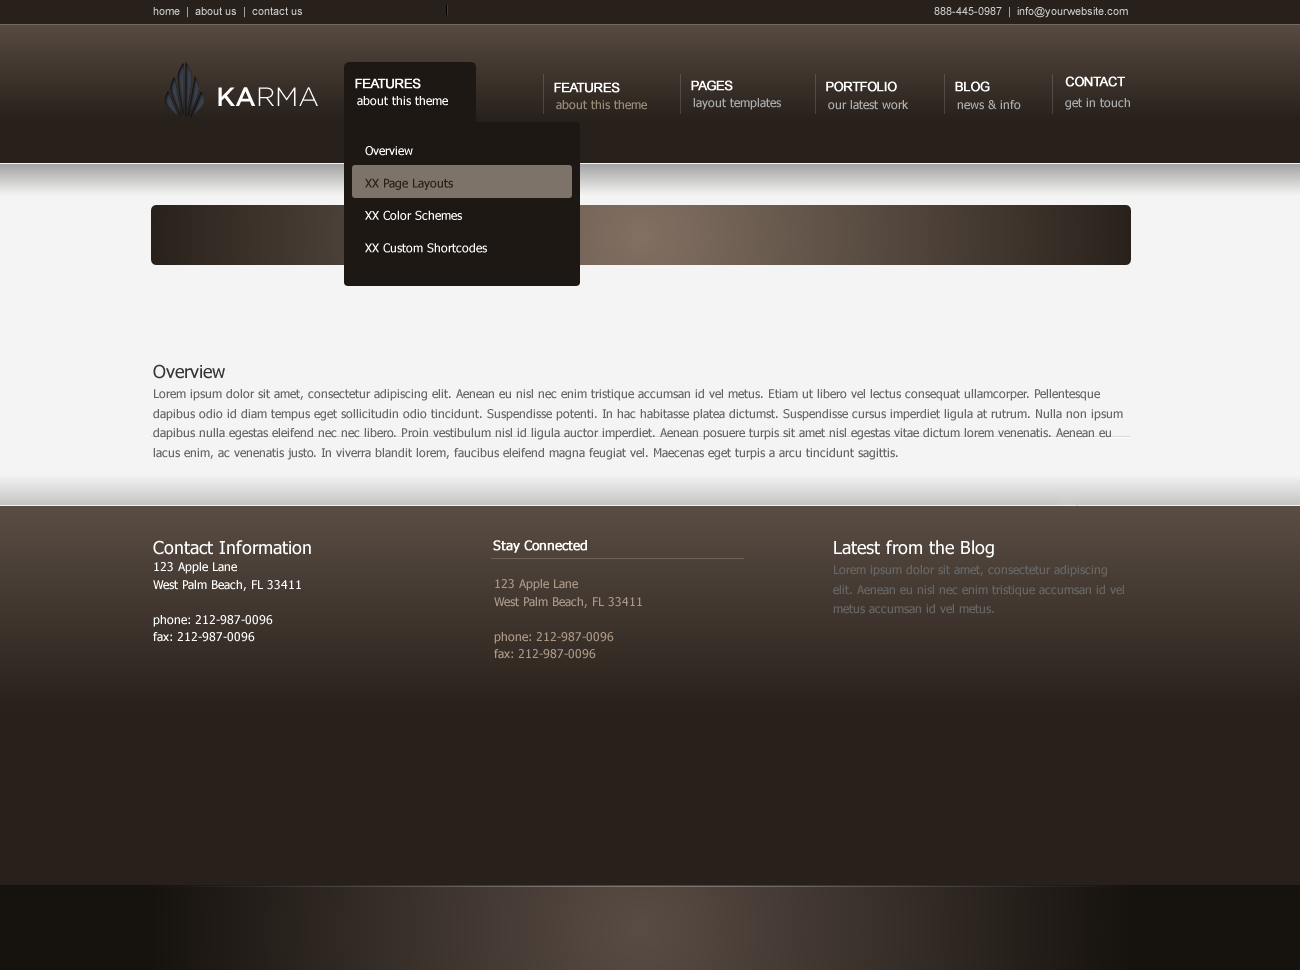 home | about us | contact us
888-445-0987 | info@yourwebsite.com
KARMA
FEATURES
about this theme
FEATURES
about this theme
PAGES
layout templates
PORTFOLIO
our latest work
BLOG
news & info
CONTACT
get in touch
Overview
XX Page Layouts
XX Color Schemes
XX Custom Shortcodes
Overview
Lorem ipsum dolor sit amet, consectetur adipiscing elit. Aenean eu nisl nec enim tristique accumsan id vel metus. Etiam ut libero vel lectus consequat ullamcorper. Pellentesque
dapibus odio id diam tempus eget sollicitudin odio tincidunt. Suspendisse potenti. In hac habitasse platea dictumst. Suspendisse cursus imperdiet ligula at rutrum. Nulla non ipsum
dapibus nulla egestas eleifend nec nec libero. Proin vestibulum nisl id ligula auctor imperdiet. Aenean posuere turpis sit amet nisl egestas vitae dictum lorem venenatis. Aenean eu
lacus enim, ac venenatis justo. In viverra blandit lorem, faucibus eleifend magna feugiat vel. Maecenas eget turpis a arcu tincidunt sagittis.
Contact Information
123 Apple Lane
West Palm Beach, FL 33411
phone: 212-987-0096
fax: 212-987-0096
Stay Connected
123 Apple Lane
West Palm Beach, FL 33411
phone: 212-987-0096
fax: 212-987-0096
Latest from the Blog
Lorem ipsum dolor sit amet, consectetur adipiscing
elit. Aenean eu nisl nec enim tristique accumsan id vel
metus accumsan id vel metus.